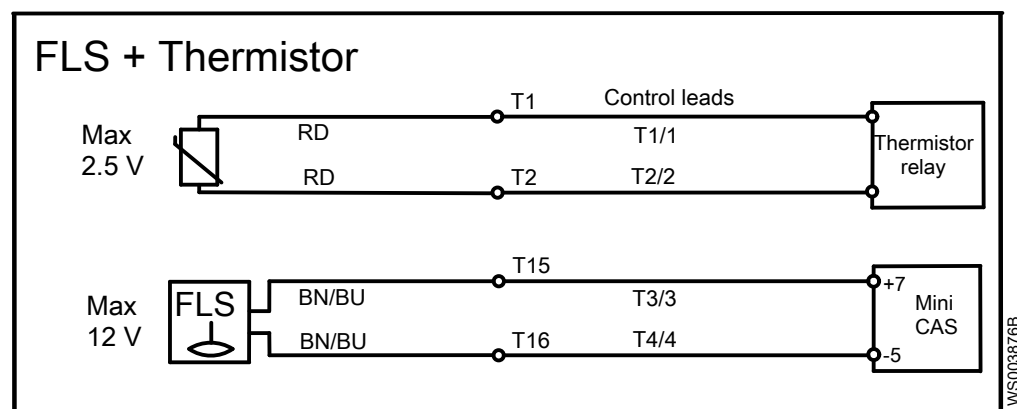 FLS + Thermistor
Max
2.5 V
RD
RD
T1
T2
Control leads
T1/1
T2/2
Thermistor
relay
Max
12 V
FLS
BN/BU
BN/BU
T15
T16
T3/3
T4/4
+7
-5
Mini
CAS
WS003876B